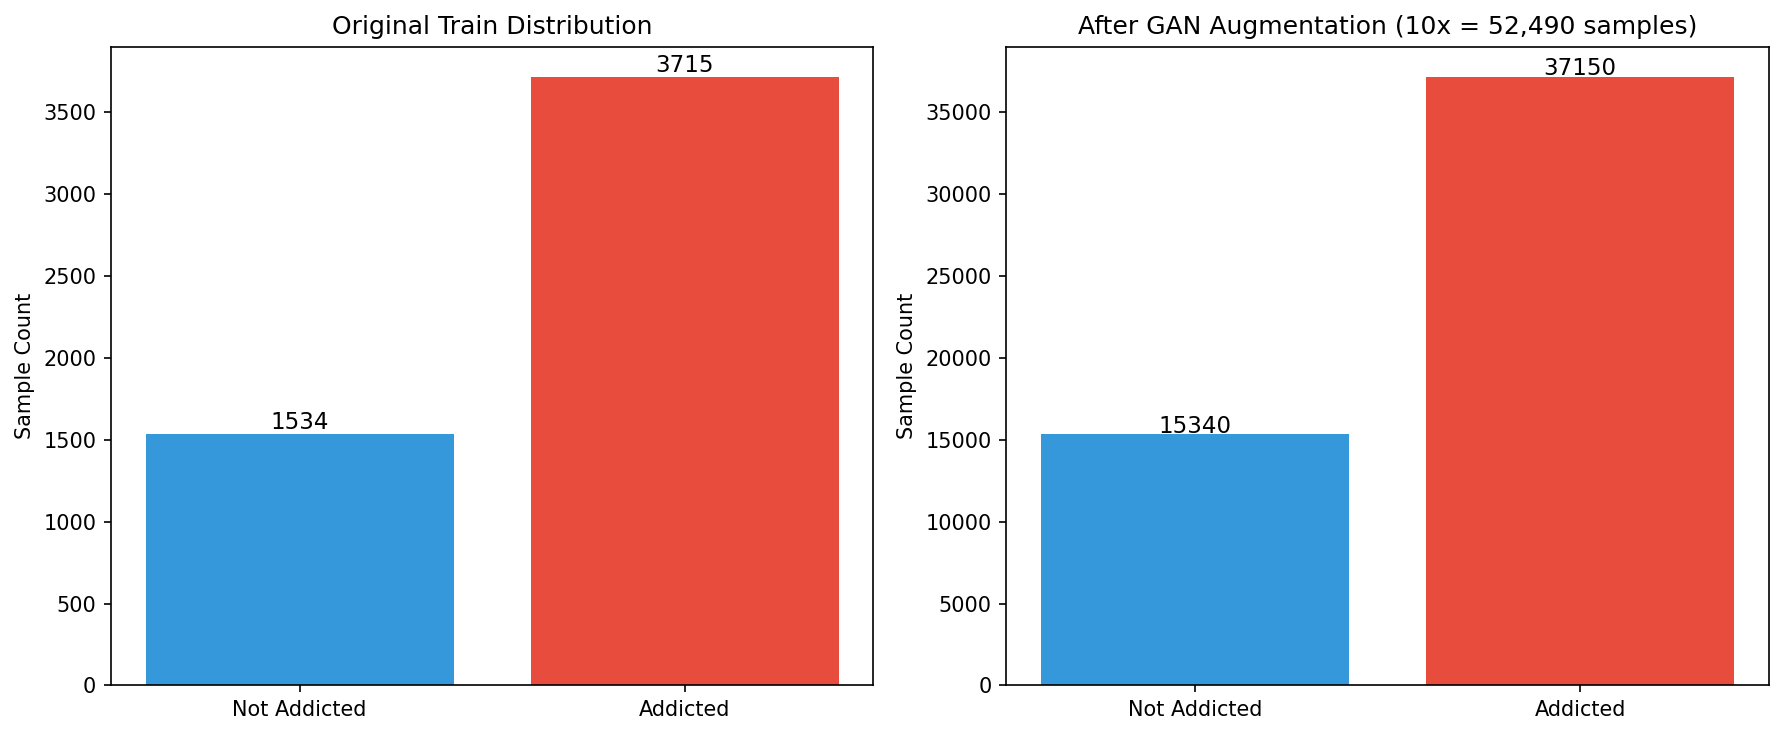 Original Train Distribution
Sample Count
3500
3000
2500
2000
1500
1000
500
0
1534
3715
Not Addicted
Addicted
After GAN Augmentation (10x = 52,490 samples)
Sample Count
35000
30000
25000
20000
15000
10000
5000
0
15340
37150
Not Addicted
Addicted